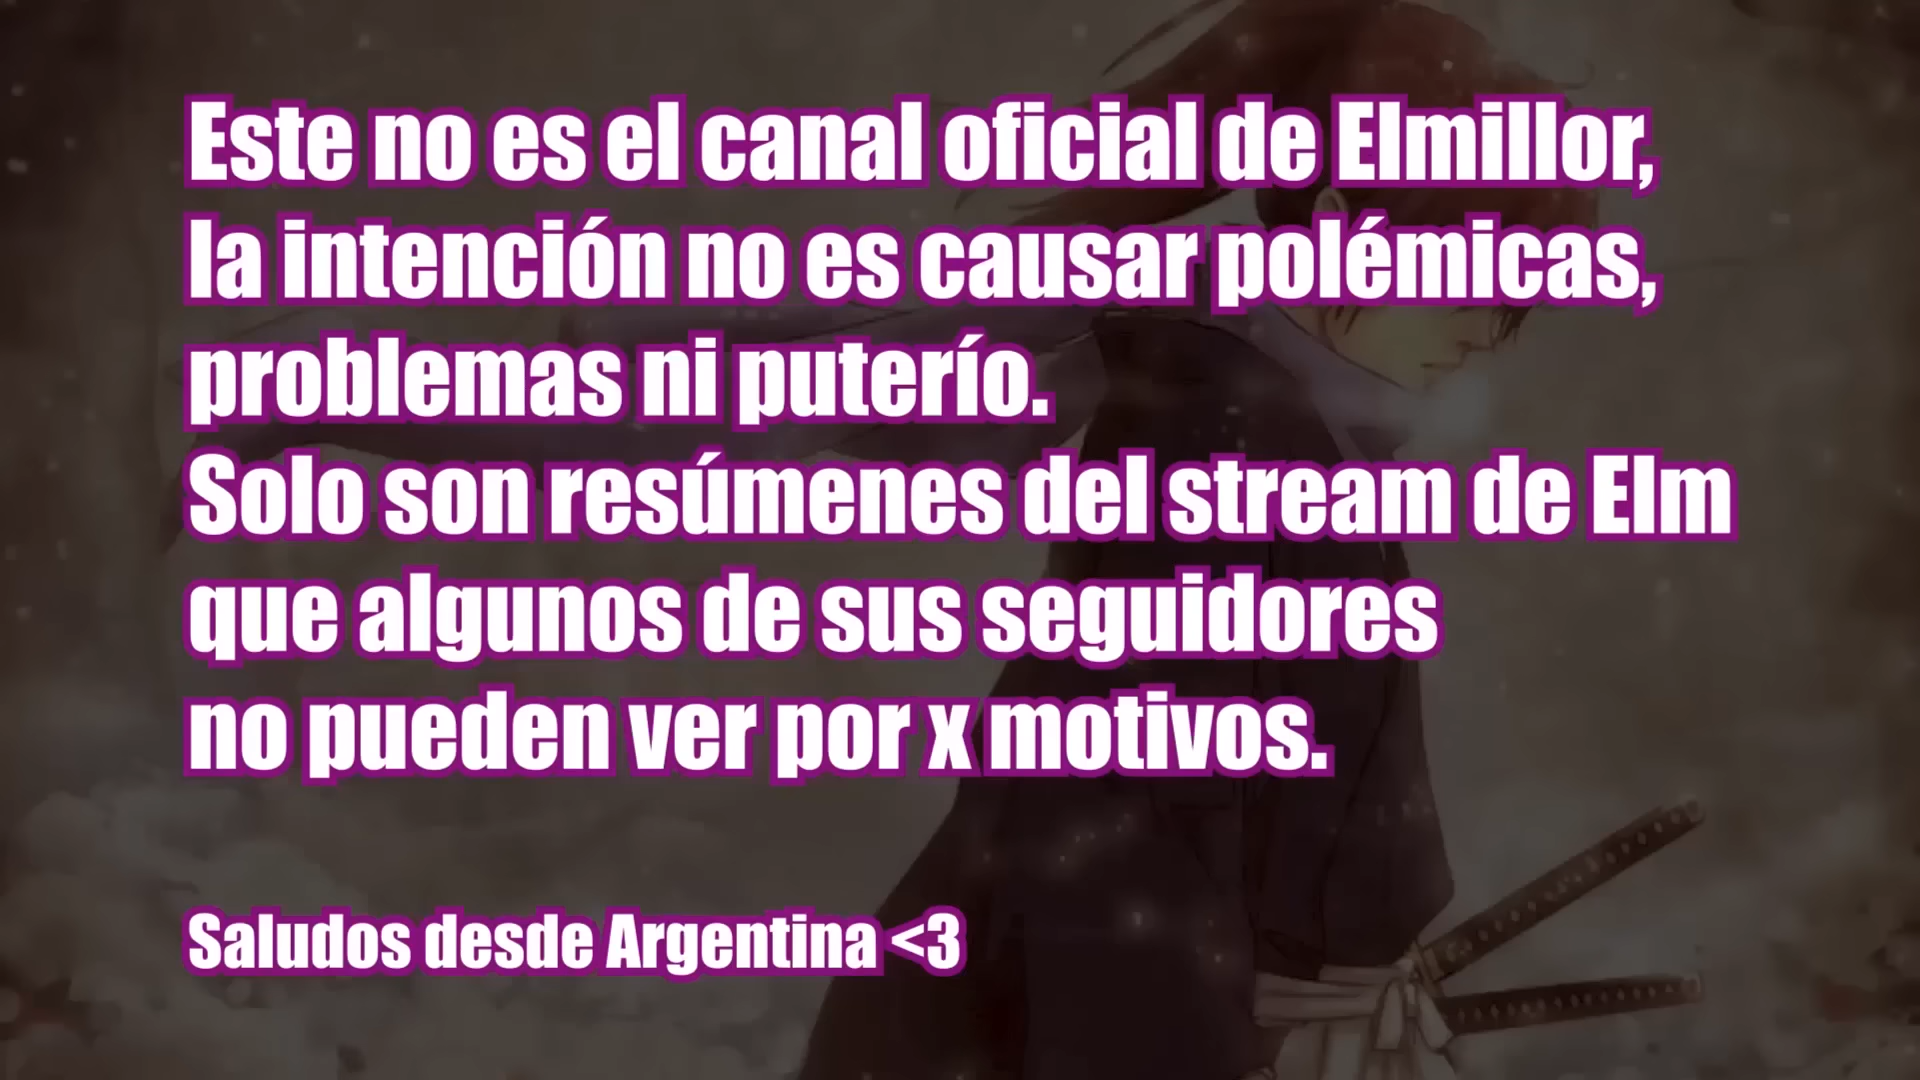 Este no es el canal oficial de Elmillor,
la intención no es causar polémicas,
problemas ni puterío.
Solo son resúmenes del stream de Elm
que algunos de sus seguidores
no pueden ver por x motivos.
Saludos desde Argentina <3